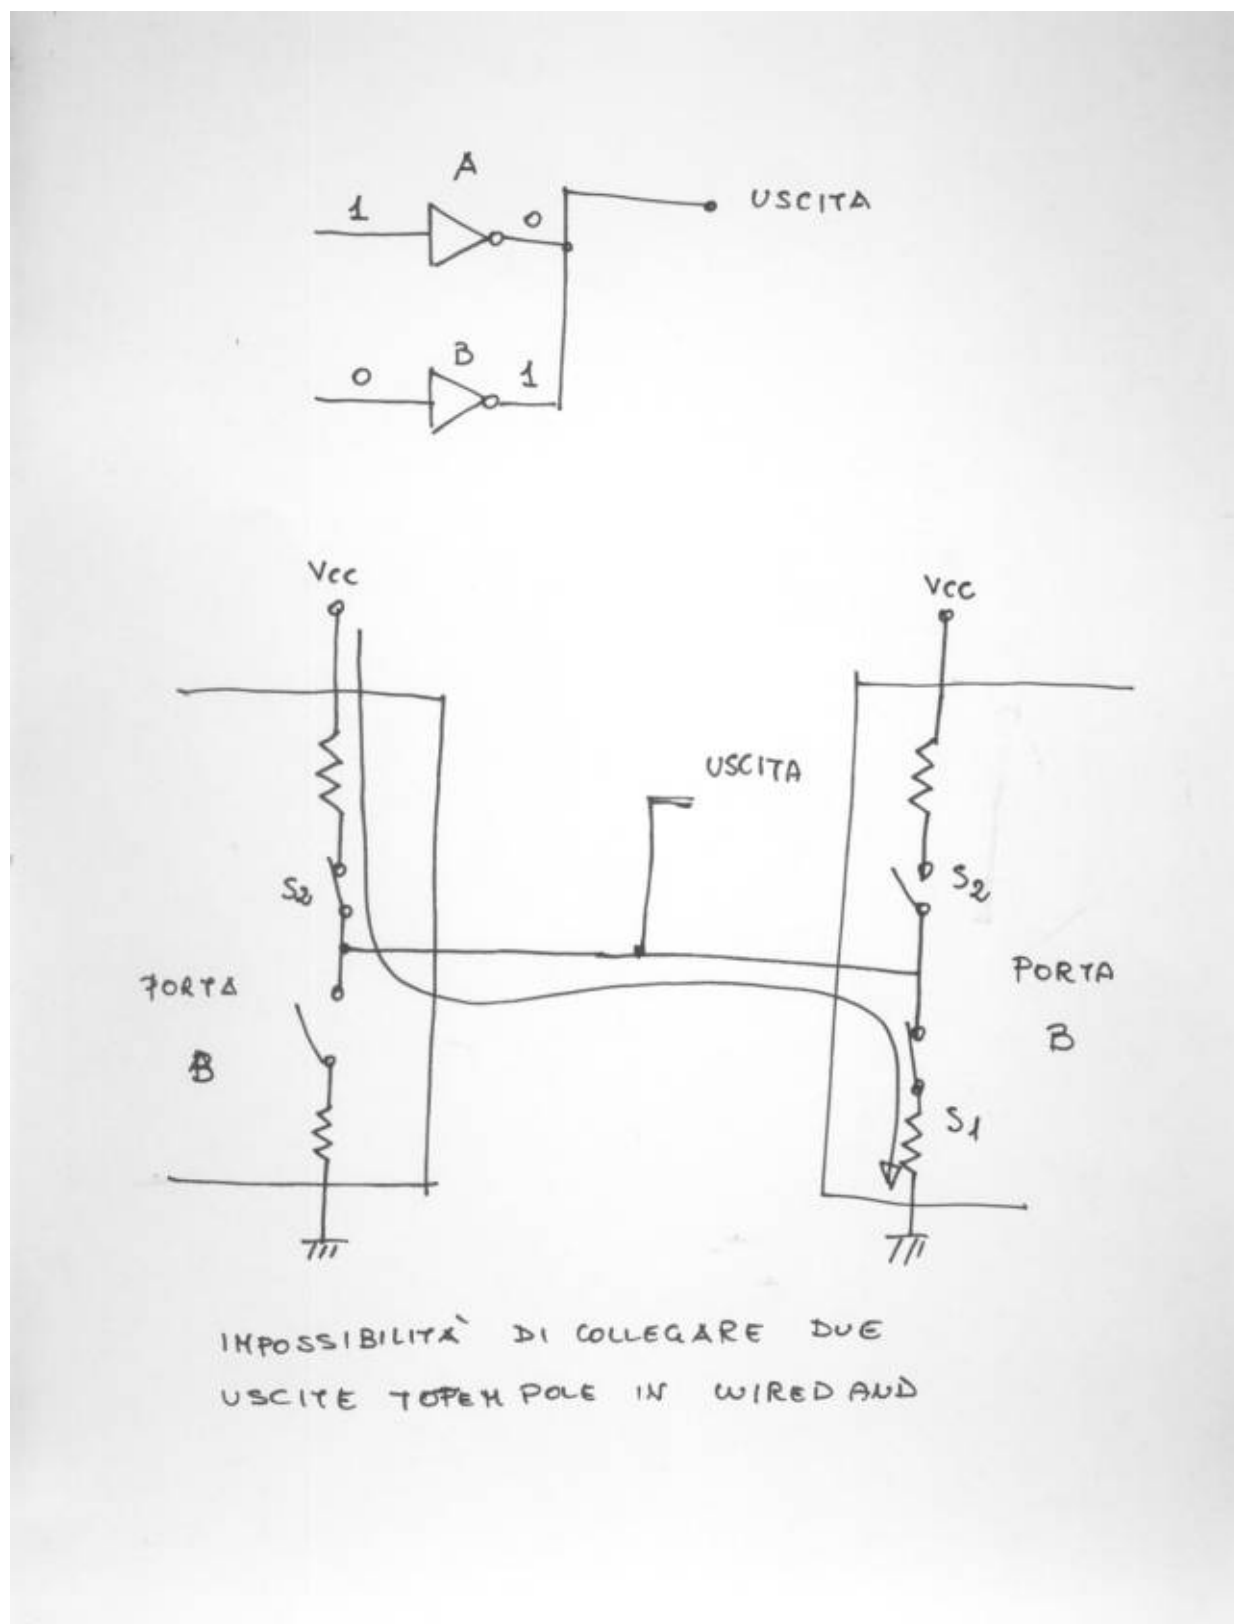 A
1
0
USCITA
B
0
1
Vcc
Vcc
USCITA
S2
S2
PORTA
B
PORTA
B
S1
IMPOSSIBILITÀ DI COLLEGARE DUE
USCITE TOPEM POLE IN WIRED AND